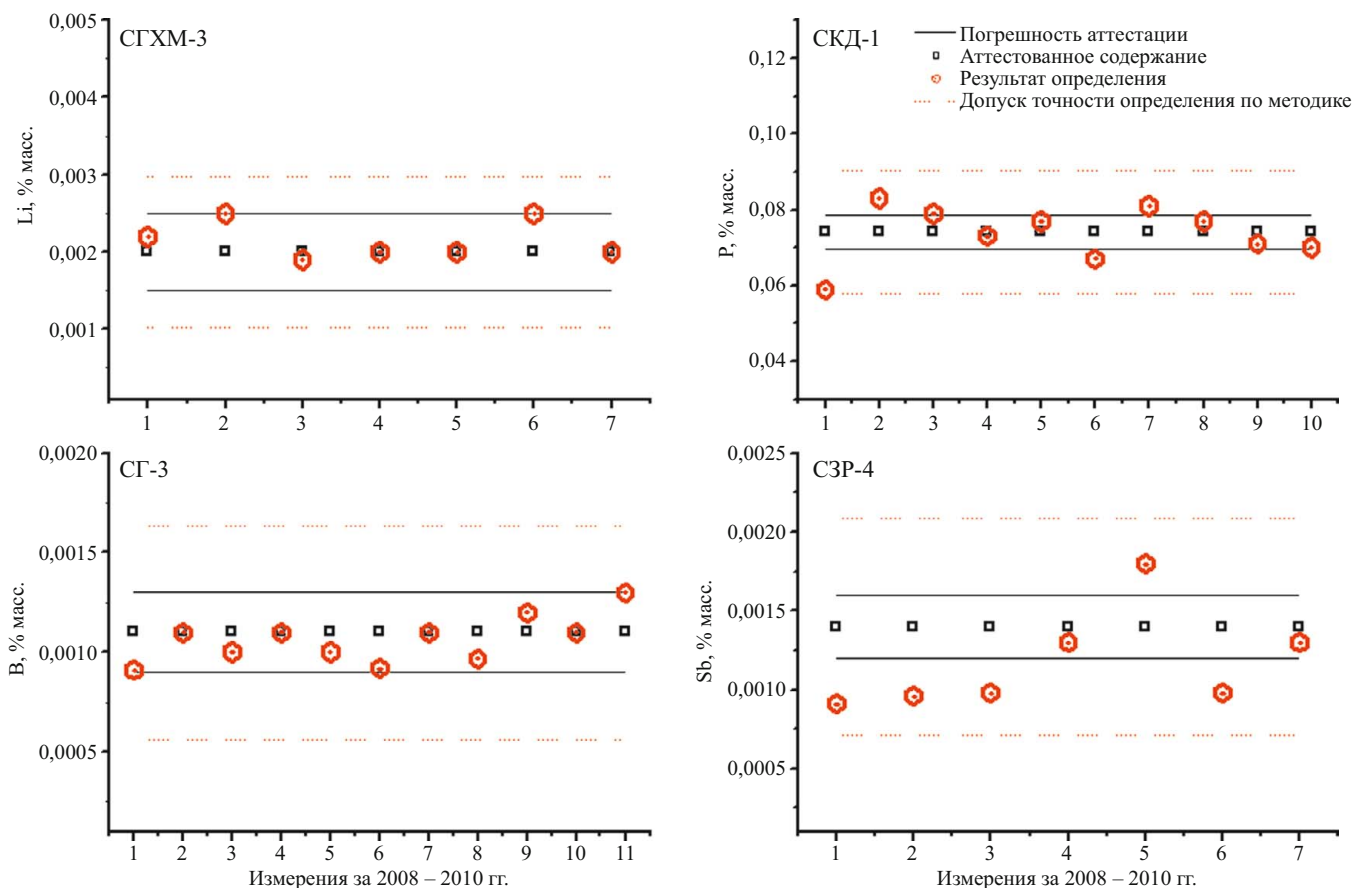 СГХМ-3
Li, % масс.
0,005
0,004
0,003
0,002
0,001
1 2 3 4 5 6 7
СКД-1
Погрешность аттестации
Аттестованное содержание
Результат определения
Допуск точности определения по методике
P, % масс.
0,12
0,10
0,08
0,06
0,04
1 2 3 4 5 6 7 8 9 10
СГ-3
B, % масс.
0,0020
0,0015
0,0010
0,0005
1 2 3 4 5 6 7 8 9 10 11
Измерения за 2008 – 2010 гг.
СЗР-4
Sb, % масс.
0,0025
0,0020
0,0015
0,0010
0,0005
1 2 3 4 5 6 7
Измерения за 2008 – 2010 гг.